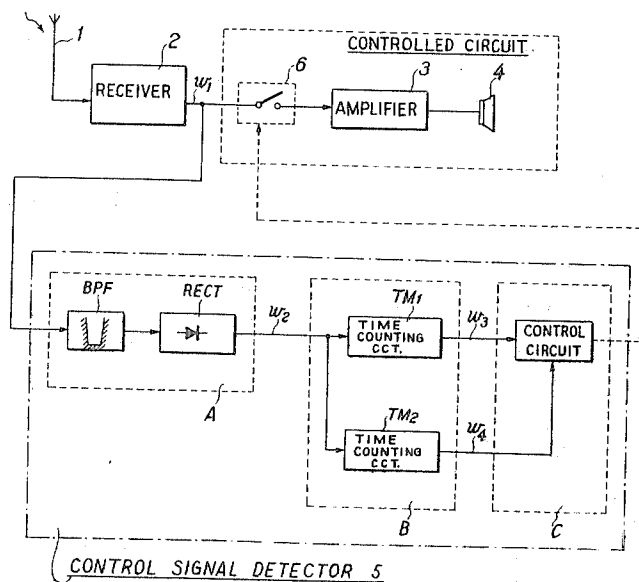 CONTROLLED CIRCUIT
1
2
RECEIVER
w1
6
3
AMPLIFIER
4
BPF
RECT
w2
TM1
TIME
COUNTING
CCT.
w3
CONTROL
CIRCUIT
TM2
TIME
COUNTING
CCT.
w4
A
B
C
CONTROL SIGNAL DETECTOR 5